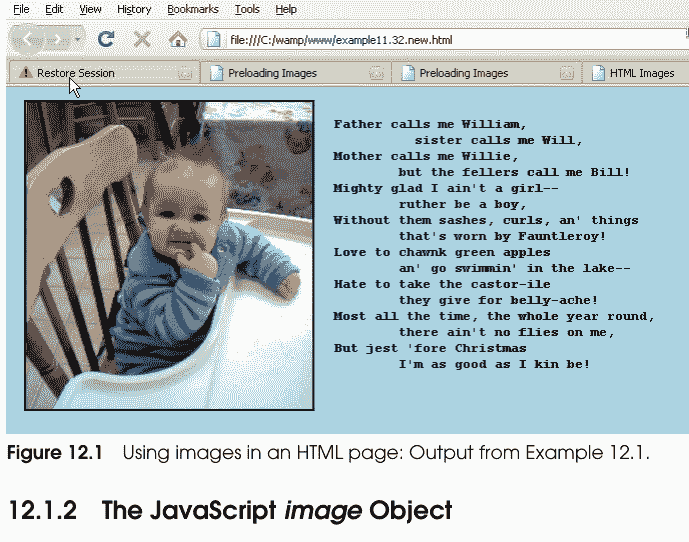 File Edit View History Bookmarks Tools Help
file:///C:/wamp/www/example11.32.new.html
Restore Session Preloading Images Preloading Images HTML Images
Father calls me William,
sister calls me Will,
Mother calls me Willie,
but the fellers call me Bill!
Mighty glad I ain't a girl--
ruther be a boy,
Without them sashes, curls, an' things
that's worn by Fauntleroy!
Love to chawnk green apples
an' go swimmin' in the lake--
Hate to take the castor-ile
they give for belly-ache!
Most all the time, the whole year round,
there ain't no flies on me,
But jest 'fore Christmas
I'm as good as I kin be!
Figure 12.1 Using images in an HTML page: Output from Example 12.1.
12.1.2 The JavaScript image Object